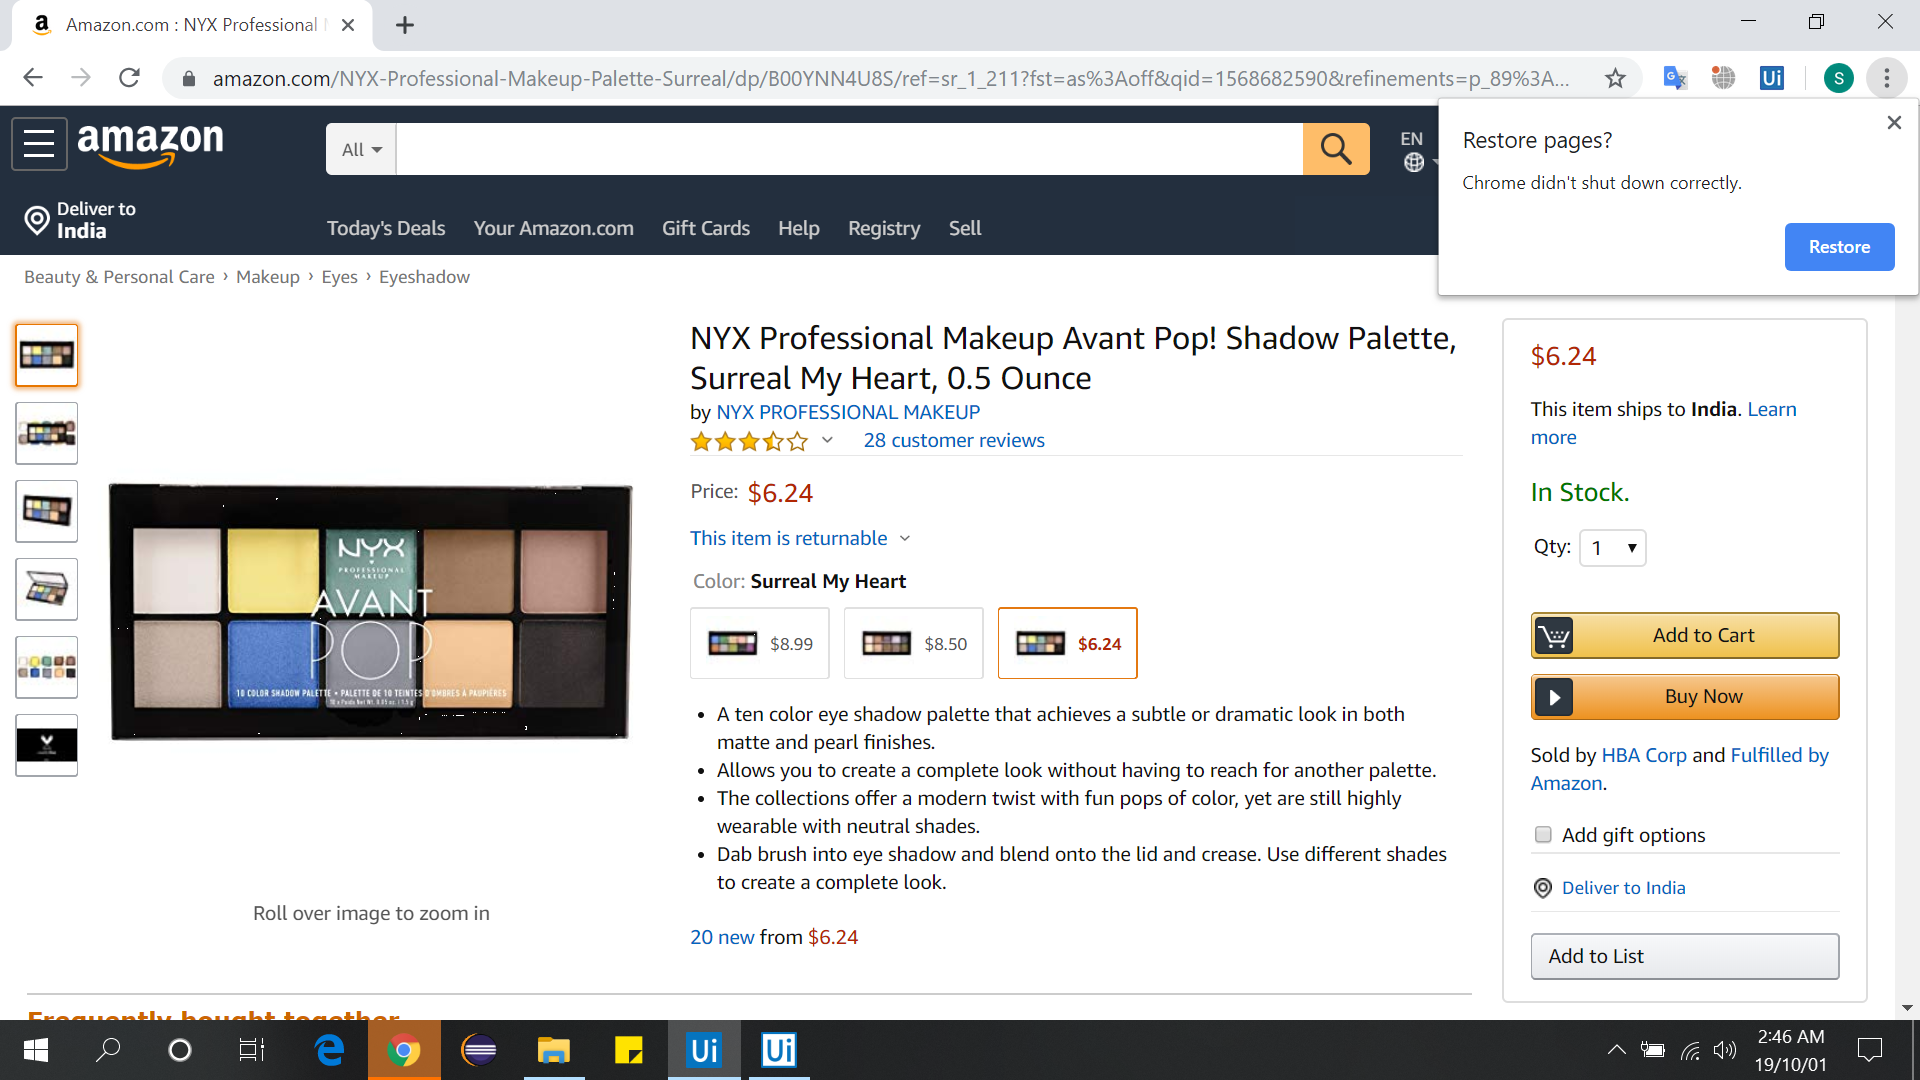 Amazon.com : NYX Professional
amazon.com/NYX-Professional-Makeup-Palette-Surreal/dp/B00YNN4U8S/ref=sr_1_211?fst=as%3Aoff&qid=1568682590&refinements=p_89%3A...
Ui
S
Restore pages?
Chrome didn't shut down correctly.
Restore
amazon
All
EN
Deliver to
India
Today's Deals
Your Amazon.com
Gift Cards
Help
Registry
Sell
Beauty & Personal Care › Makeup › Eyes › Eyeshadow
NYX
PROFESSIONAL
MAKEUP
AVANT
POP
10 COLOR SHADOW PALETTE • PALETTE DE 10 TEINTES D'OMBRES À PAUPIÈRES
Roll over image to zoom in
NYX Professional Makeup Avant Pop! Shadow Palette,
Surreal My Heart, 0.5 Ounce
by NYX PROFESSIONAL MAKEUP
28 customer reviews
Price: $6.24
This item is returnable
Color: Surreal My Heart
$8.99
$8.50
$6.24
• A ten color eye shadow palette that achieves a subtle or dramatic look in both
matte and pearl finishes.
• Allows you to create a complete look without having to reach for another palette.
• The collections offer a modern twist with fun pops of color, yet are still highly
wearable with neutral shades.
• Dab brush into eye shadow and blend onto the lid and crease. Use different shades
to create a complete look.
20 new from $6.24
$6.24
This item ships to India. Learn
more
In Stock.
Qty: 1
Add to Cart
Buy Now
Sold by HBA Corp and Fulfilled by
Amazon.
Add gift options
Deliver to India
Add to List
Frequently bought together
Ui
Ui
2:46 AM
19/10/01